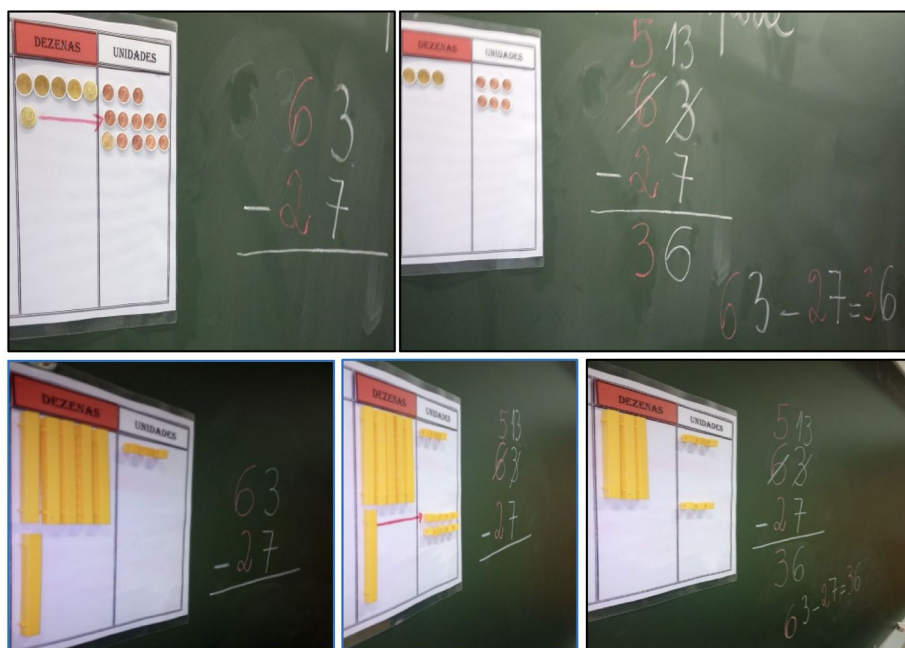 DEZENAS UNIDADES
63
- 27
DEZENAS UNIDADES
5 13
63
- 27
36
63 - 27 = 36
DEZENAS UNIDADES
63
- 27
DEZENAS UNIDADES
5 13
63
- 27
DEZENAS UNIDADES
5 13
63
- 27
36
63 - 27 = 36